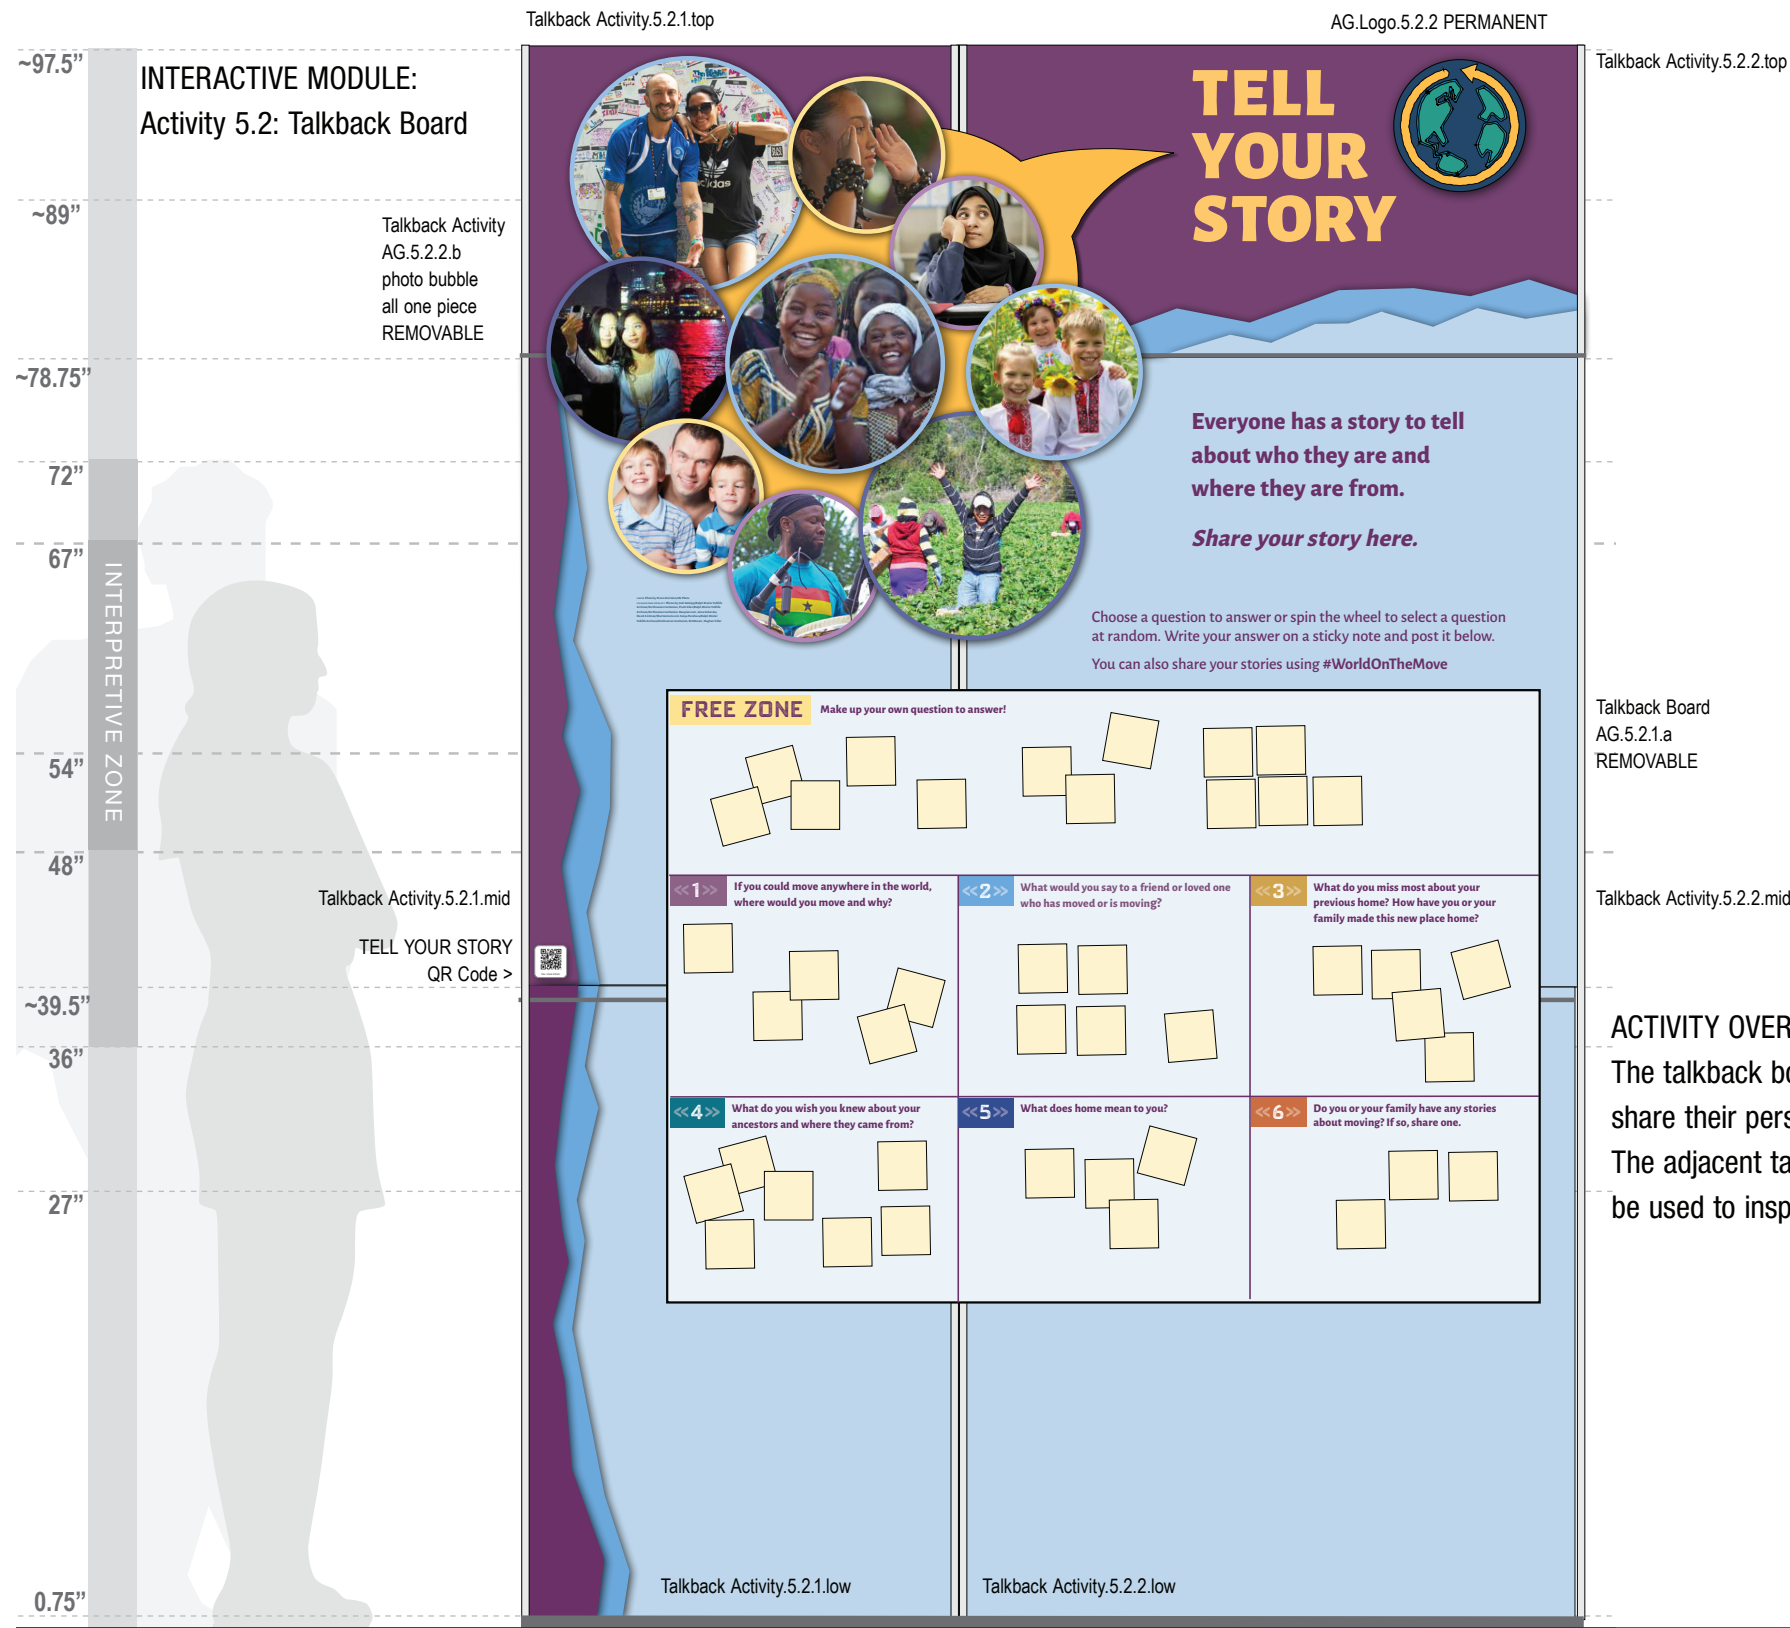 Talkback Activity.5.2.1.top
AG.Logo.5.2.2 PERMANENT
Talkback Activity.5.2.2.top
~97.5”
INTERACTIVE MODULE:
Activity 5.2: Talkback Board
~89”
Talkback Activity
AG.5.2.2.b
photo bubble
all one piece
REMOVABLE
~78.75”
72”
67”
INTERPRETIVE ZONE
54”
48”
Talkback Activity.5.2.1.mid
TELL YOUR STORY
QR Code >
~39.5”
36”
27”
0.75”
adidas
TELL
YOUR
STORY
Everyone has a story to tell
about who they are and
where they are from.
Share your story here.
Choose a question to answer or spin the wheel to select a question
at random. Write your answer on a sticky note and post it below.
You can also share your stories using #WorldOnTheMove
FREE ZONE
Make up your own question to answer!
«1»
If you could move anywhere in the world,
where would you move and why?
«2»
What would you say to a friend or loved one
who has moved or is moving?
«3»
What do you miss most about your
previous home? How have you or your
family made this new place home?
«4»
What do you wish you knew about your
ancestors and where they came from?
«5»
What does home mean to you?
«6»
Do you or your family have any stories
about moving? If so, share one.
Talkback Activity.5.2.1.low
Talkback Activity.5.2.2.low
Talkback Board
AG.5.2.1.a
REMOVABLE
Talkback Activity.5.2.2.mid
ACTIVITY OVER
The talkback bo
share their pers
The adjacent ta
be used to insp